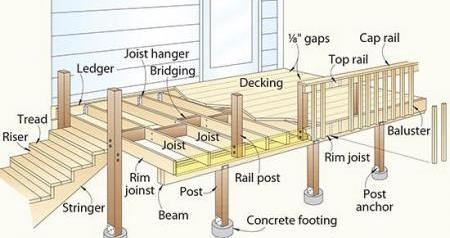 ⅛" gaps
Cap rail
Top rail
Joist hanger
Bridging
Ledger
Decking
Tread
Riser
Joist
Joist
Baluster
Rim joist
Rim
joinst
Rail post
Post
Post
anchor
Stringer
Beam
Concrete footing